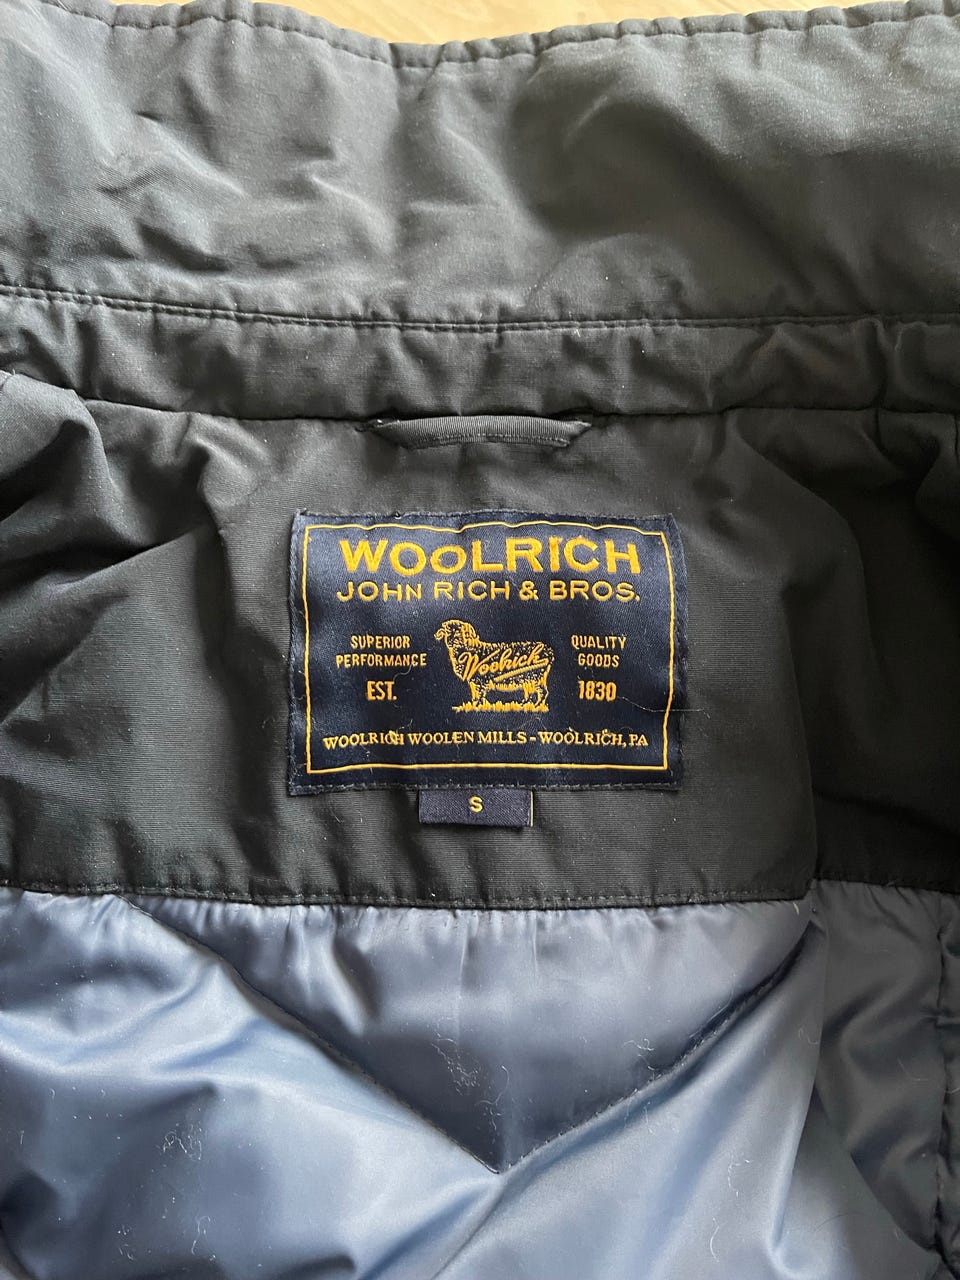 WOOLRICH
JOHN RICH & BROS.
SUPERIOR
PERFORMANCE
EST.
Woolrich
QUALITY
GOODS
1830
WOOLRICH WOOLEN MILLS - WOOLRICH, PA
S